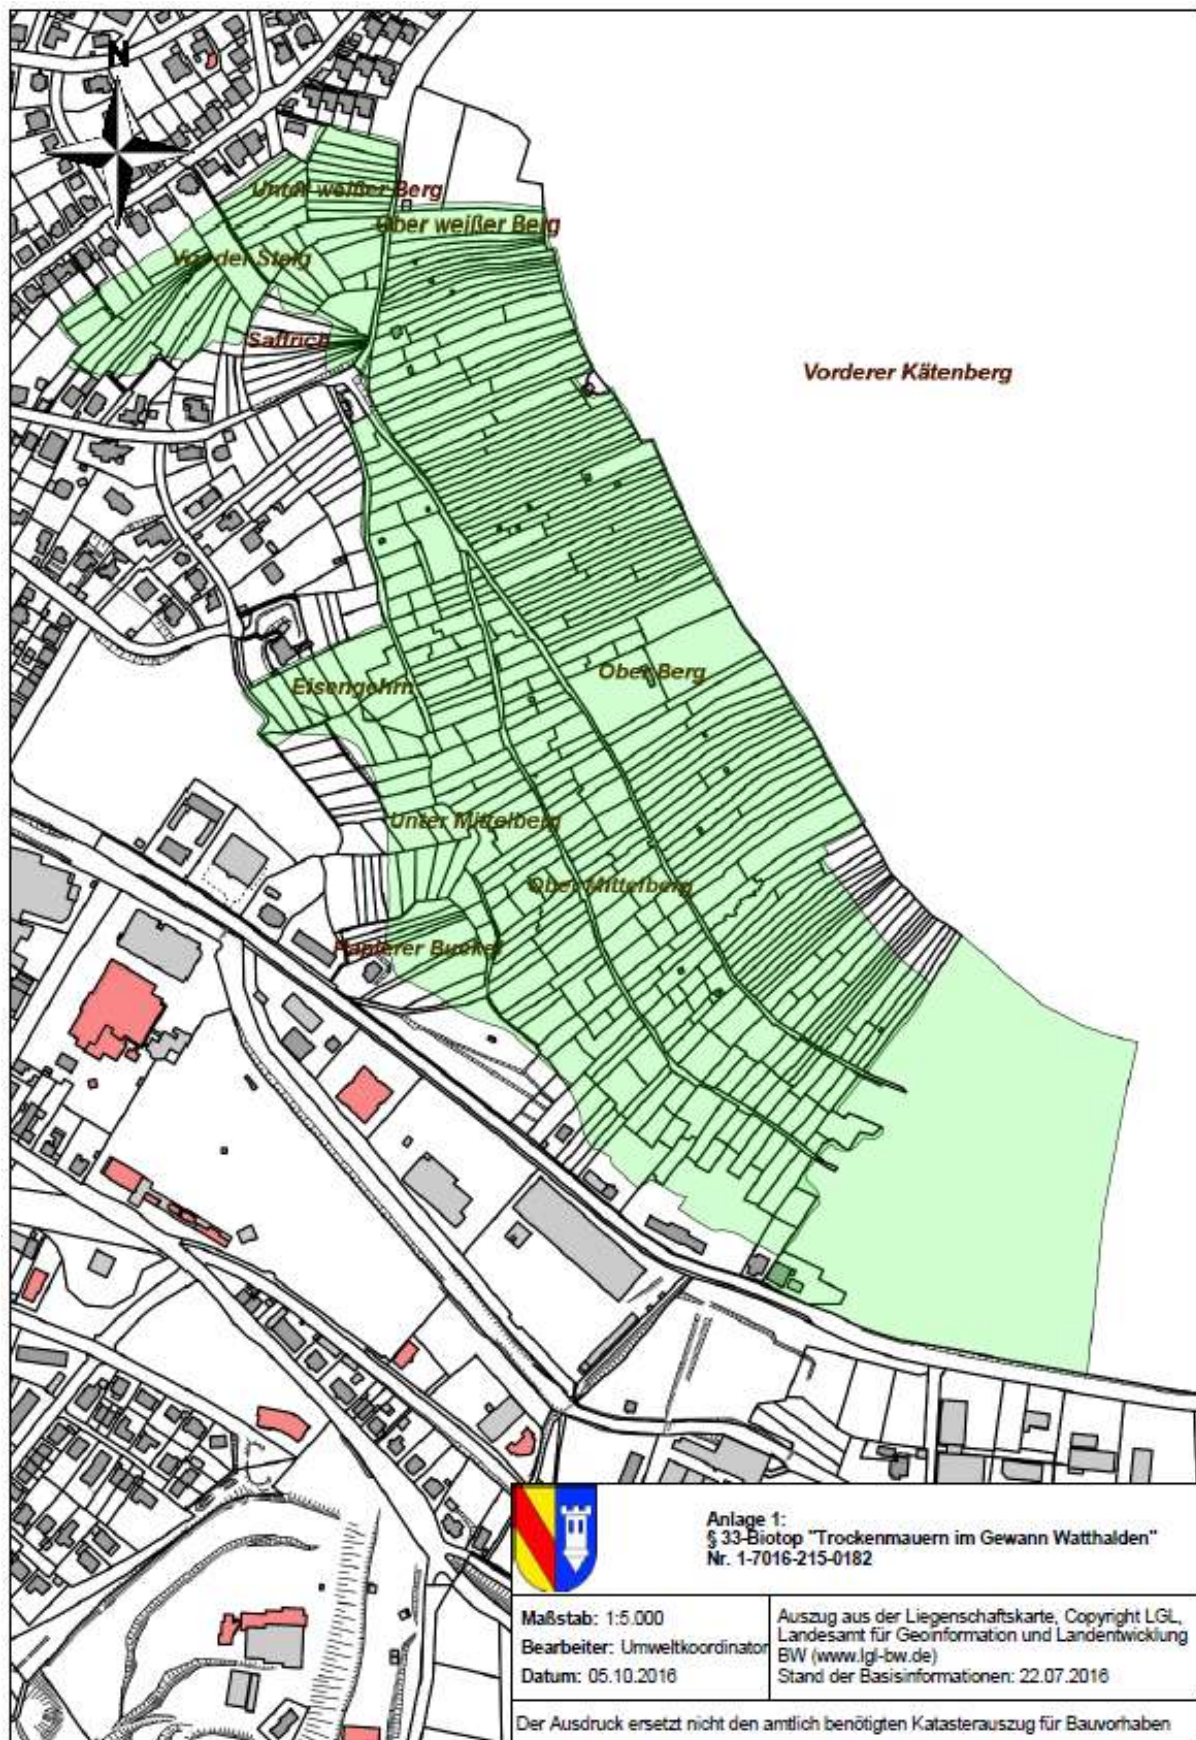 N
Unter weißer Berg
Ober weißer Berg
Vor der Steig
Saffrich
Vorderer Kätenberg
Ober Berg
Eisengehrn
Unter Mittelberg
Ober Mittelberg
Buckel
Anlage 1:
§ 33-Biotop "Trockenmauern im Gewann Watthalden"
Nr. 1-7016-215-0182
Maßstab: 1:5.000
Bearbeiter: Umweltkoordinator
Datum: 05.10.2016
Auszug aus der Liegenschaftskarte, Copyright LGL,
Landesamt für Geoinformation und Landentwicklung
BW (www.lgl-bw.de)
Stand der Basisinformationen: 22.07.2016
Der Ausdruck ersetzt nicht den amtlich benötigten Katasterauszug für Bauvorhaben